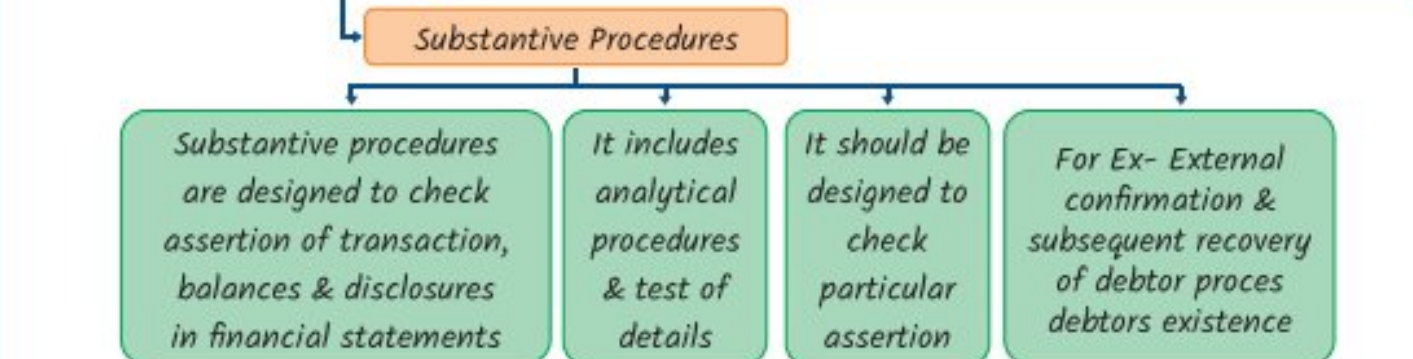 Substantive Procedures
Substantive procedures
are designed to check
assertion of transaction,
balances & disclosures
in financial statements
It includes
analytical
procedures
& test of
details
It should be
designed to
check
particular
assertion
For Ex- External
confirmation &
subsequent recovery
of debtor proces
debtors existence